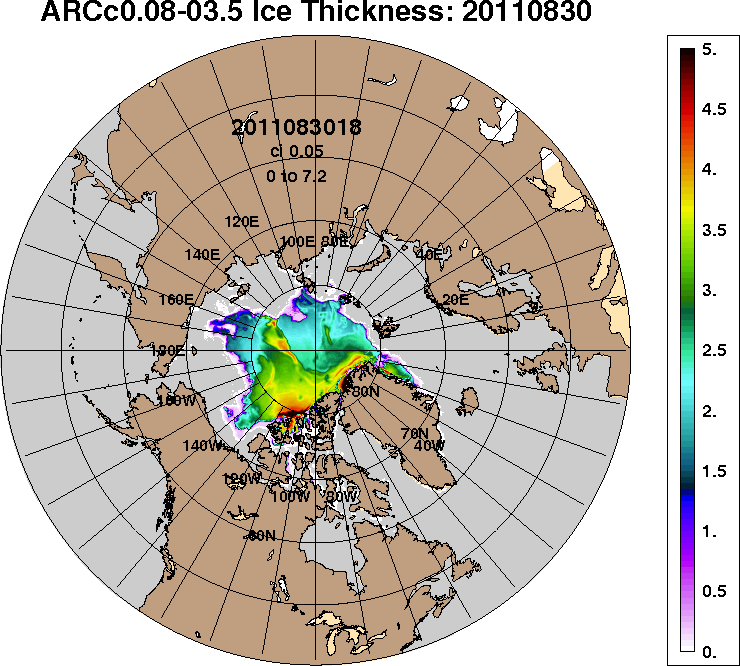 ARCc0.08-03.5 Ice Thickness: 20110830
2011083018
ci 0.05
0 to 7.2
120E
100E
80E
140E
40E
160E
20E
180E
160W
80N
140W
70N
40W
120W
100W
80W
60N
5.
4.5
4.
3.5
3.
2.5
2.
1.5
1.
0.5
0.